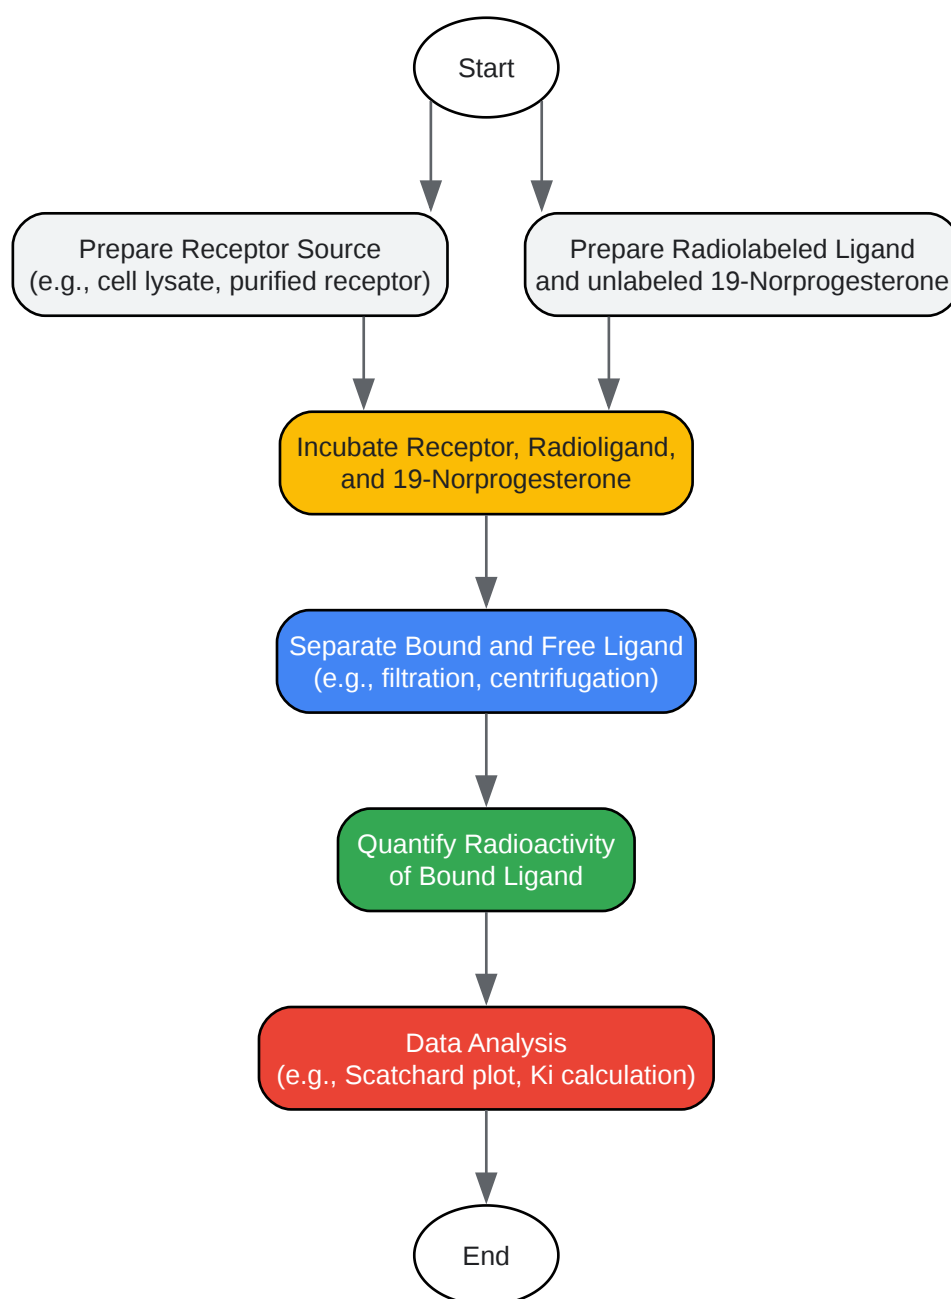 Start
Prepare Receptor Source
(e.g., cell lysate, purified receptor)
Prepare Radiolabeled Ligand
and unlabeled 19-Norprogesterone
Incubate Receptor, Radioligand,
and 19-Norprogesterone
Separate Bound and Free Ligand
(e.g., filtration, centrifugation)
Quantify Radioactivity
of Bound Ligand
Data Analysis
(e.g., Scatchard plot, Ki calculation)
End